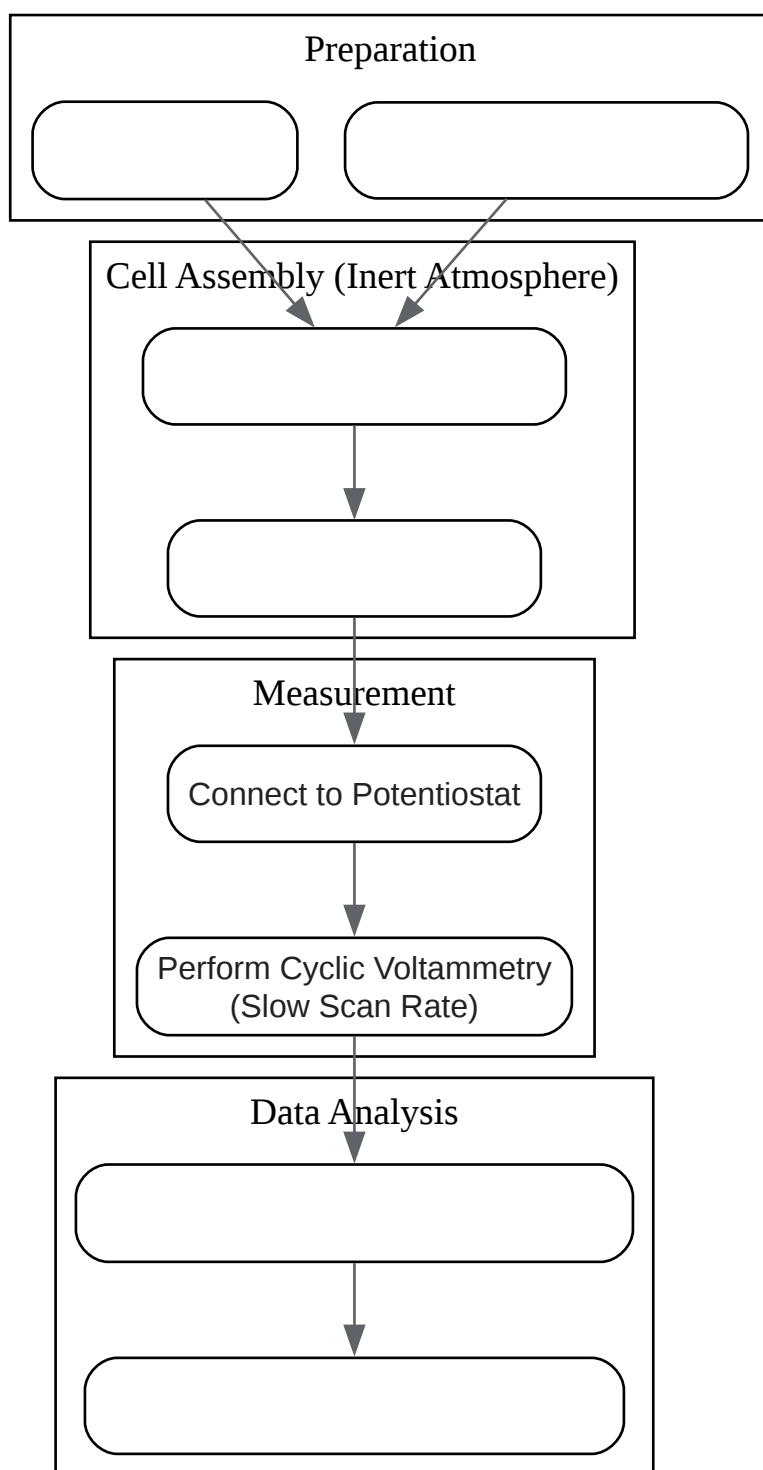 Preparation
Cell Assembly (Inert Atmosphere)
Measurement
Connect to Potentiostat
Perform Cyclic Voltammetry
(Slow Scan Rate)
Data Analysis